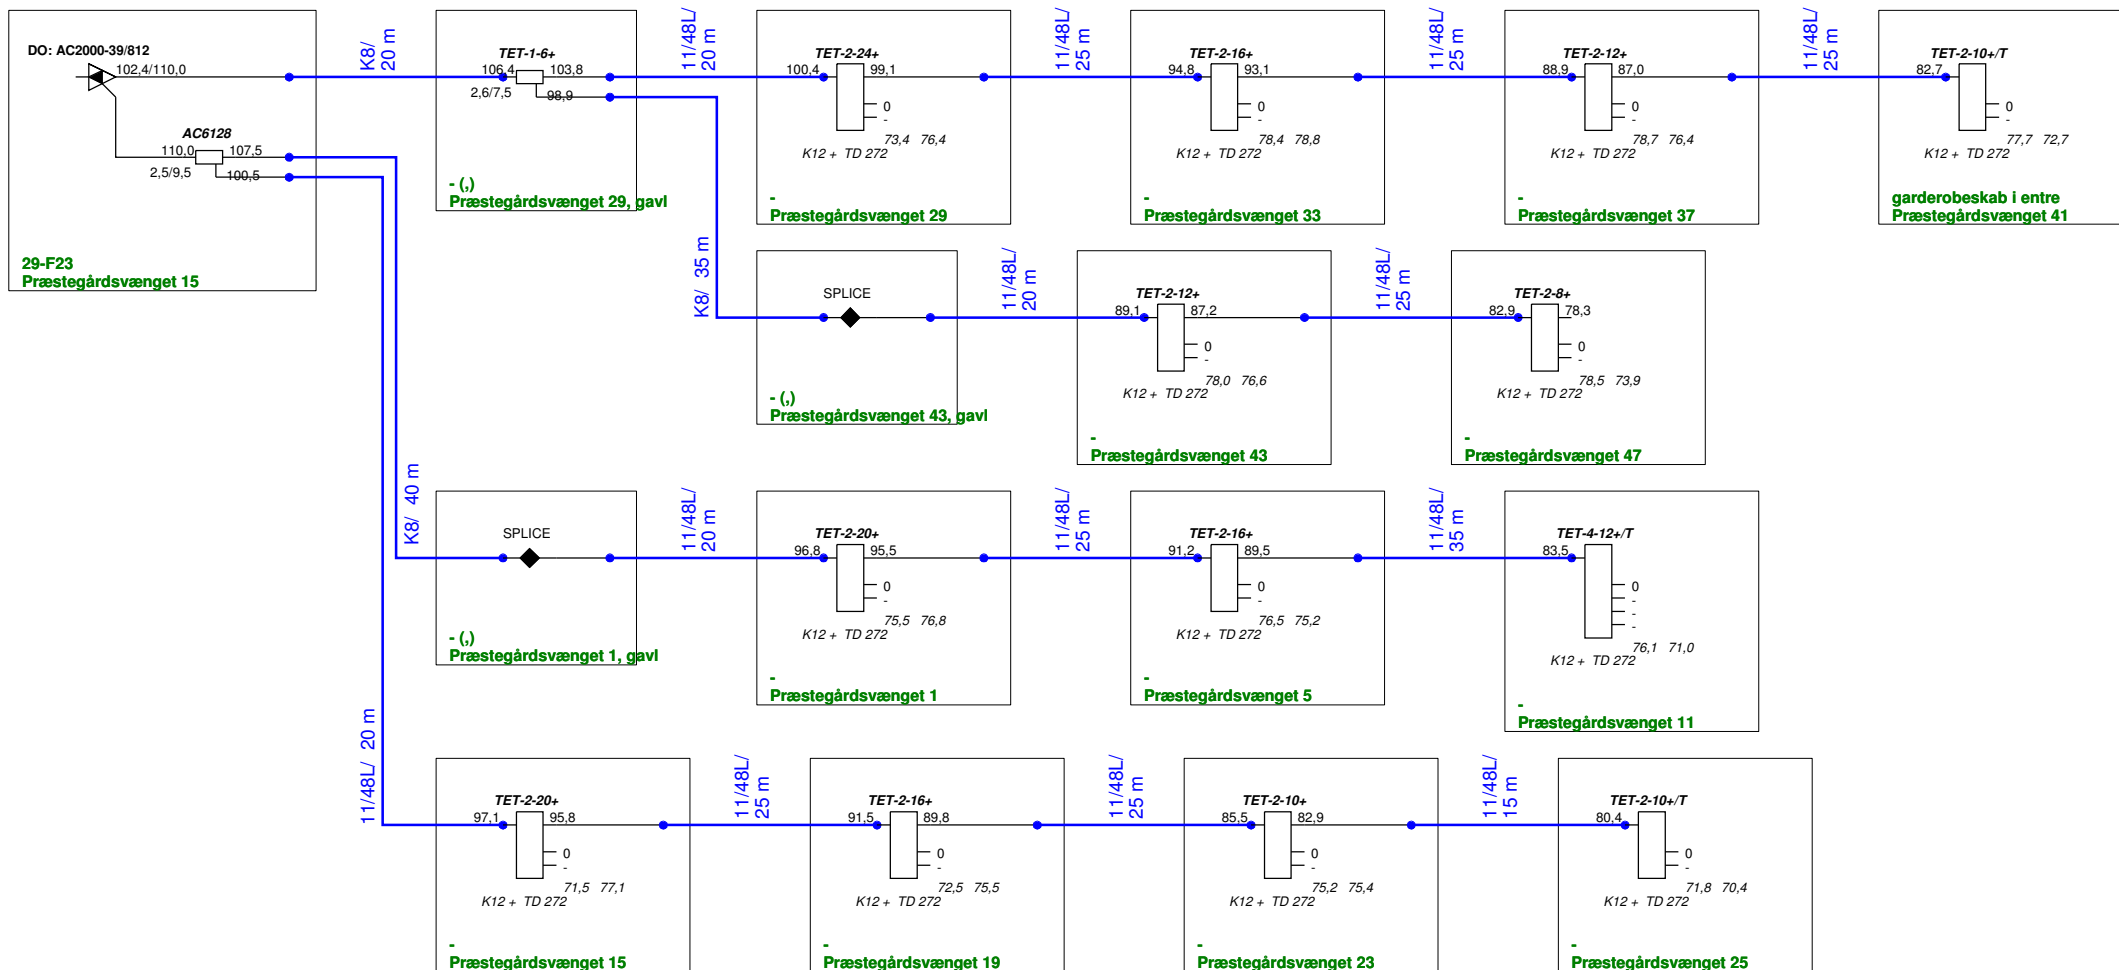 DO: AC2000-39/812
102,4/110,0
AC6128
110,0 107,5
2,5/9,5 100,5
29-F23
Præstegårdsvænget 15
K8/
20 m
TET-1-6+
106,4 103,8
2,6/7,5 98,9
- (,)
Præstegårdsvænget 29, gavl
11/48L/
20 m
TET-2-24+
100,4 99,1
0
-
73,4 76,4
K12 + TD 272
-
Præstegårdsvænget 29
11/48L/
25 m
TET-2-16+
94,8 93,1
0
-
78,4 78,8
K12 + TD 272
-
Præstegårdsvænget 33
11/48L/
25 m
TET-2-12+
88,9 87,0
0
-
78,7 76,4
K12 + TD 272
-
Præstegårdsvænget 37
11/48L/
25 m
TET-2-10+/T
82,7
0
-
77,7 72,7
K12 + TD 272
garderobeskab i entre
Præstegårdsvænget 41
K8/ 35 m
SPLICE
- (,)
Præstegårdsvænget 43, gavl
11/48L/
20 m
TET-2-12+
89,1 87,2
0
-
78,0 76,6
K12 + TD 272
-
Præstegårdsvænget 43
11/48L/
25 m
TET-2-8+
82,9 78,3
0
-
78,5 73,9
K12 + TD 272
-
Præstegårdsvænget 47
K8/ 40 m
SPLICE
- (,)
Præstegårdsvænget 1, gavl
11/48L/
20 m
TET-2-20+
96,8 95,5
0
-
75,5 76,8
K12 + TD 272
-
Præstegårdsvænget 1
11/48L/
25 m
TET-2-16+
91,2 89,5
0
-
76,5 75,2
K12 + TD 272
-
Præstegårdsvænget 5
11/48L/
35 m
TET-4-12+/T
83,5
0
-
-
-
76,1 71,0
K12 + TD 272
-
Præstegårdsvænget 11
11/48L/ 20 m
TET-2-20+
97,1 95,8
0
-
71,5 77,1
K12 + TD 272
-
Præstegårdsvænget 15
11/48L/
25 m
TET-2-16+
91,5 89,8
0
-
72,5 75,5
K12 + TD 272
-
Præstegårdsvænget 19
11/48L/
25 m
TET-2-10+
85,5 82,9
0
-
75,2 75,4
K12 + TD 272
-
Præstegårdsvænget 23
11/48L/
15 m
TET-2-10+/T
80,4
0
-
71,8 70,4
K12 + TD 272
-
Præstegårdsvænget 25